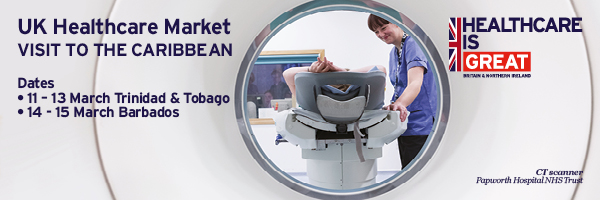 UK Healthcare Market
VISIT TO THE CARIBBEAN
Dates
• 11 – 13 March Trinidad & Tobago
• 14 - 15 March Barbados
HEALTHCARE
IS
GREAT
BRITAIN & NORTHERN IRELAND
CT scanner
Papworth Hospital NHS Trust